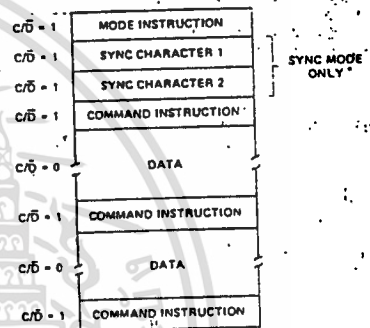 C/D̅ = 1 MODE INSTRUCTION
C/D̅ = 1 SYNC CHARACTER 1
SYNC MODE
ONLY*
C/D̅ = 1 SYNC CHARACTER 2
C/D̅ = 1 COMMAND INSTRUCTION
C/D̅ = 0 DATA
C/D̅ = 1 COMMAND INSTRUCTION
C/D̅ = 0 DATA
C/D̅ = 1 COMMAND INSTRUCTION